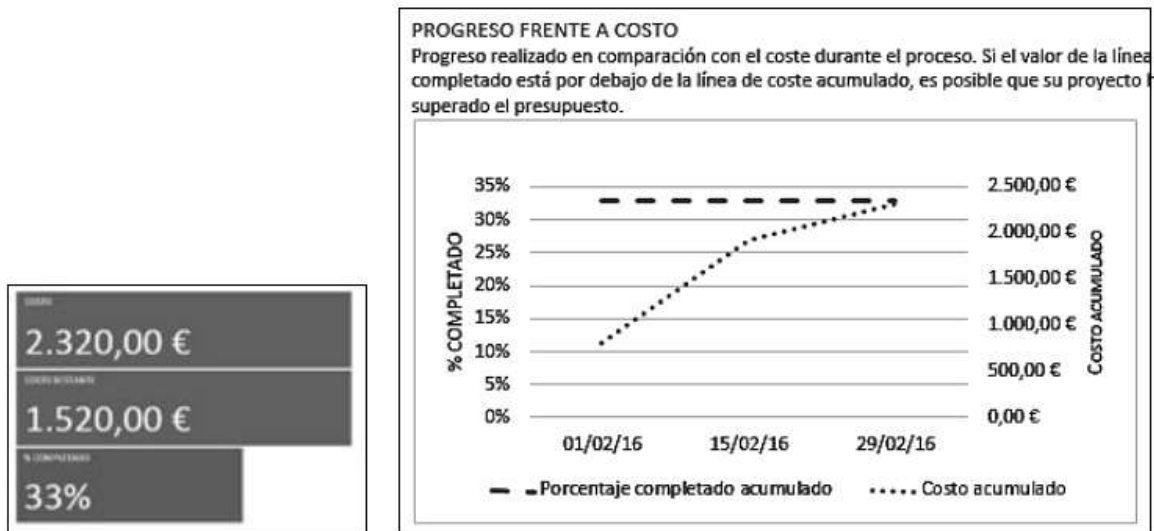 PROGRESO FRENTE A COSTO
Progreso realizado en comparación con el coste durante el proceso. Si el valor de la línea
completado está por debajo de la línea de coste acumulado, es posible que su proyecto
superado el presupuesto.
35%
30%
25%
20%
15%
10%
5%
0%
% COMPLETADO
2.500,00 €
2.000,00 €
1.500,00 €
1.000,00 €
500,00 €
0,00 €
COSTO ACUMULADO
01/02/16 15/02/16 29/02/16
Porcentaje completado acumulado Costo acumulado
COSTO
2.320,00 €
COSTO RESTANTE
1.520,00 €
% COMPLETADO
33%